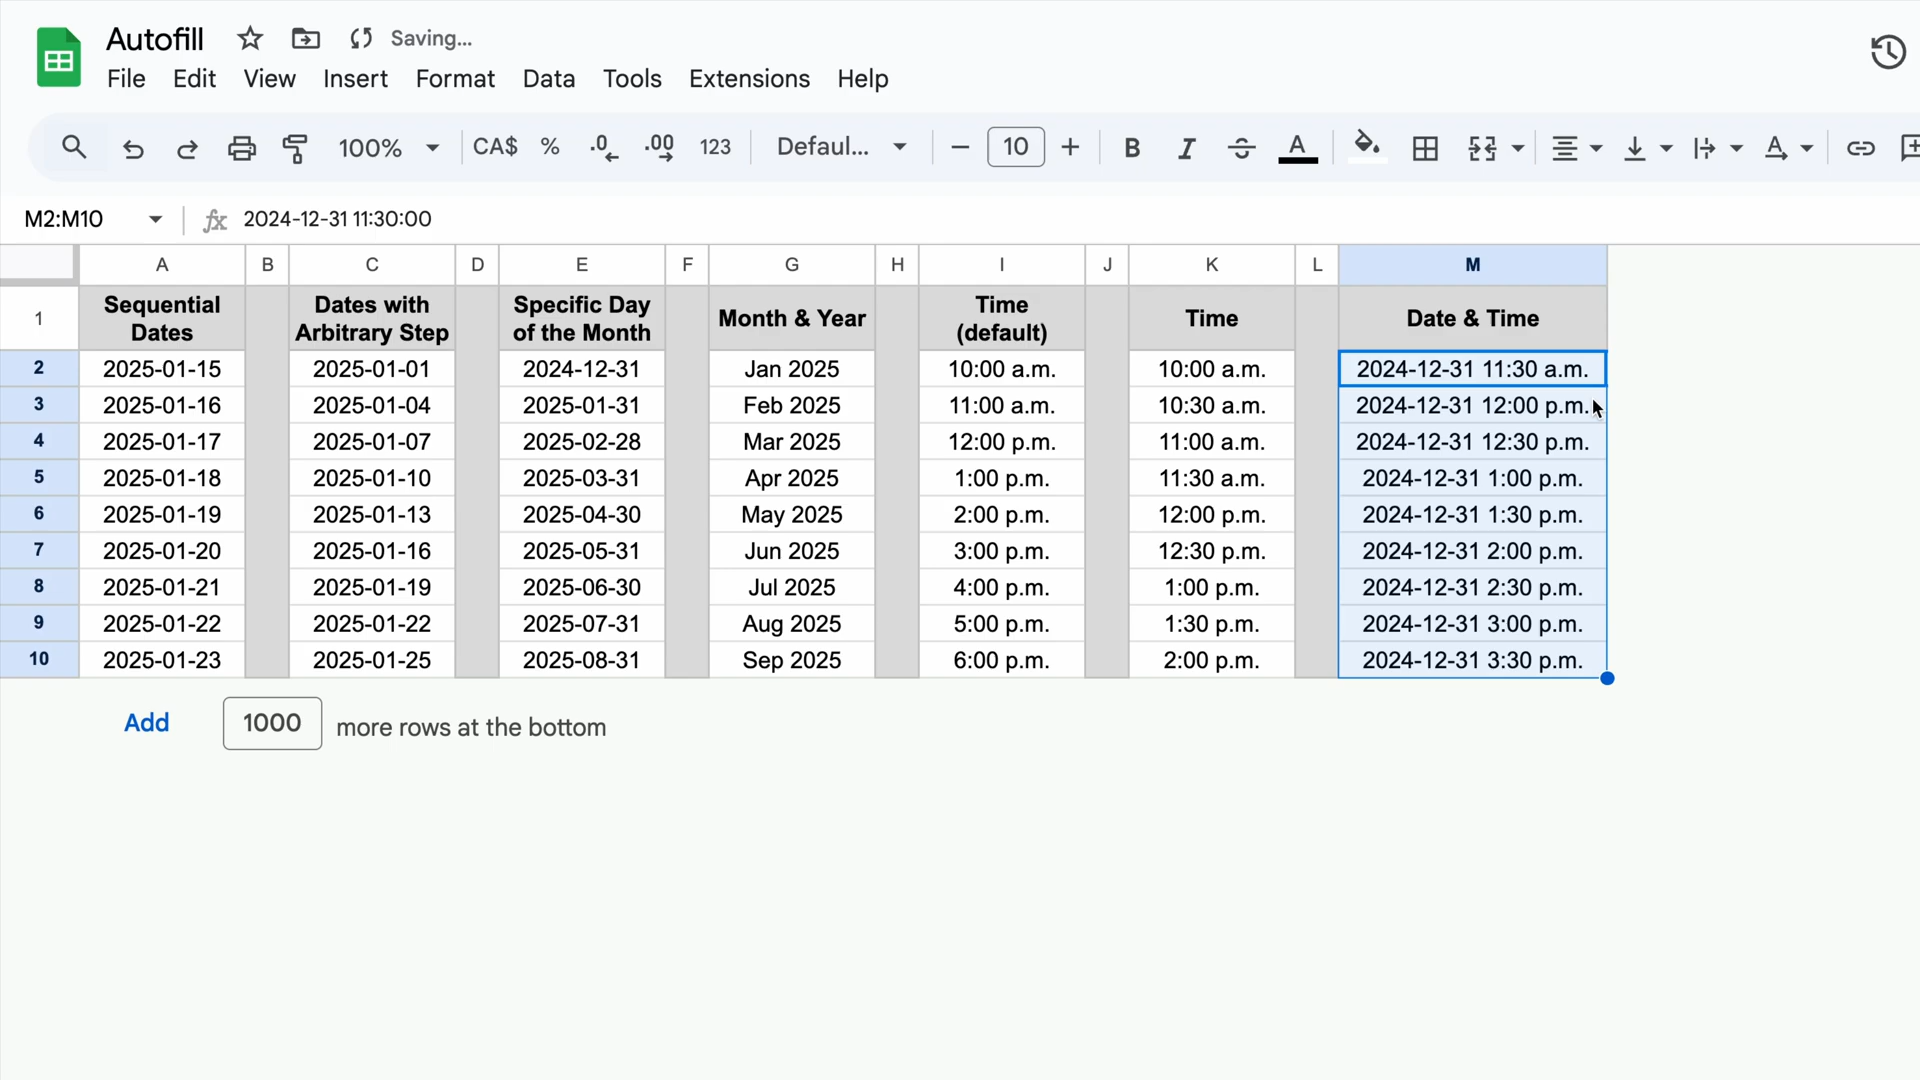 Autofill Saving...
File Edit View Insert Format Data Tools Extensions Help
100% CA$ % .0 .00 123 Defaul... − 10 + B I S A A
M2:M10 fx 2024-12-31 11:30:00
A B C D E F G H I J K L M
1 Sequential Dates with Specific Day Month & Year Time Time Date & Time
Dates Arbitrary Step of the Month (default)
2 2025-01-15 2025-01-01 2024-12-31 Jan 2025 10:00 a.m. 10:00 a.m. 2024-12-31 11:30 a.m.
3 2025-01-16 2025-01-04 2025-01-31 Feb 2025 11:00 a.m. 10:30 a.m. 2024-12-31 12:00 p.m.
4 2025-01-17 2025-01-07 2025-02-28 Mar 2025 12:00 p.m. 11:00 a.m. 2024-12-31 12:30 p.m.
5 2025-01-18 2025-01-10 2025-03-31 Apr 2025 1:00 p.m. 11:30 a.m. 2024-12-31 1:00 p.m.
6 2025-01-19 2025-01-13 2025-04-30 May 2025 2:00 p.m. 12:00 p.m. 2024-12-31 1:30 p.m.
7 2025-01-20 2025-01-16 2025-05-31 Jun 2025 3:00 p.m. 12:30 p.m. 2024-12-31 2:00 p.m.
8 2025-01-21 2025-01-19 2025-06-30 Jul 2025 4:00 p.m. 1:00 p.m. 2024-12-31 2:30 p.m.
9 2025-01-22 2025-01-22 2025-07-31 Aug 2025 5:00 p.m. 1:30 p.m. 2024-12-31 3:00 p.m.
10 2025-01-23 2025-01-25 2025-08-31 Sep 2025 6:00 p.m. 2:00 p.m. 2024-12-31 3:30 p.m.
Add 1000 more rows at the bottom